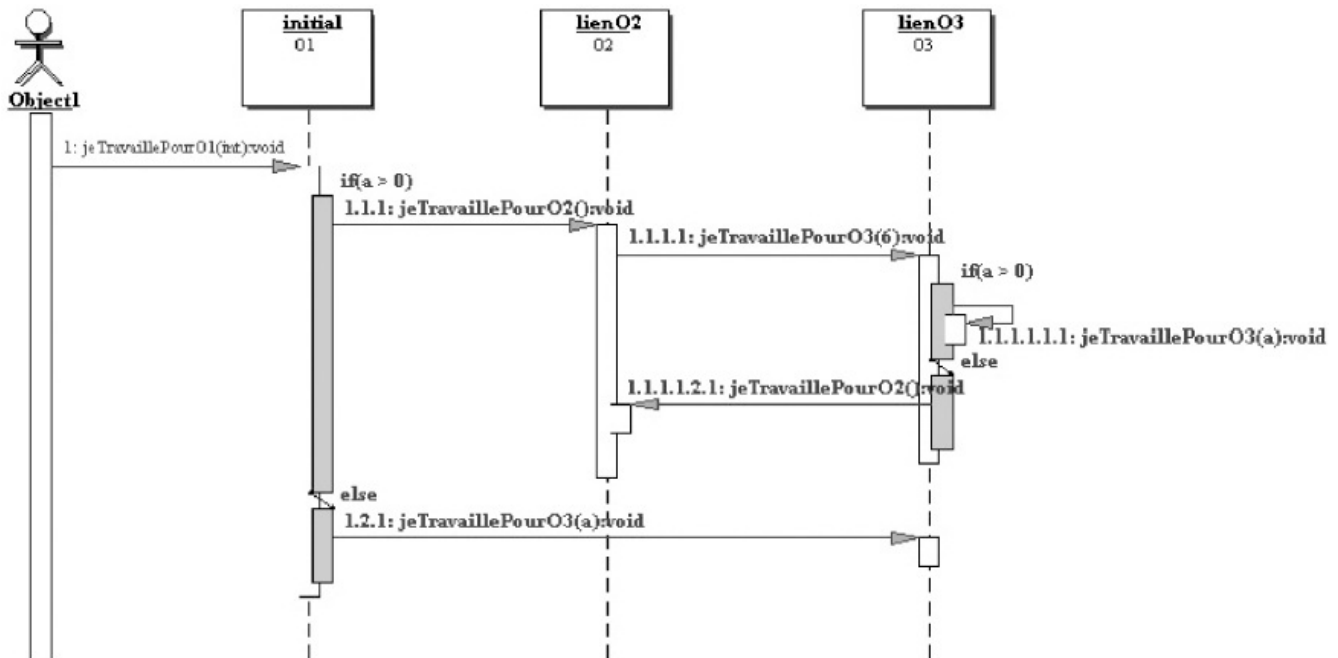 initial
O1
lienO2
O2
lienO3
O3
Object1
1: jeTravaillePourO1(int):void
if(a > 0)
1.1.1: jeTravaillePourO2():void
1.1.1.1: jeTravaillePourO3(6):void
if(a > 0)
1.1.1.1.1.1: jeTravaillePourO3(a):void
else
1.1.1.1.2.1: jeTravaillePourO2():void
else
1.2.1: jeTravaillePourO3(a):void